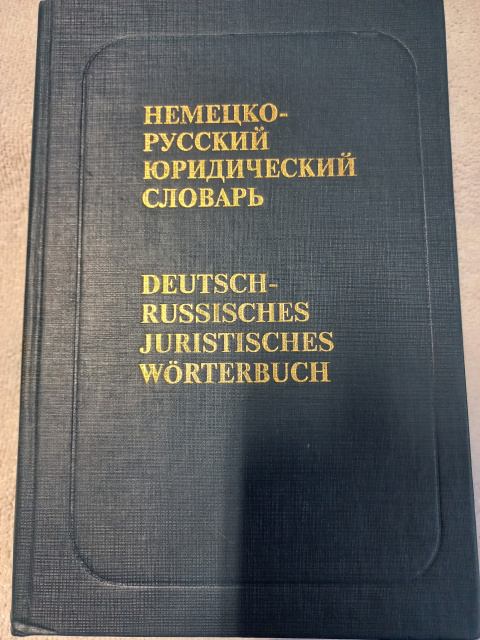 НЕМЕЦКО-
РУССКИЙ
ЮРИДИЧЕСКИЙ
СЛОВАРЬ
DEUTSCH-
RUSSISCHES
JURISTISCHES
WÖRTERBUCH